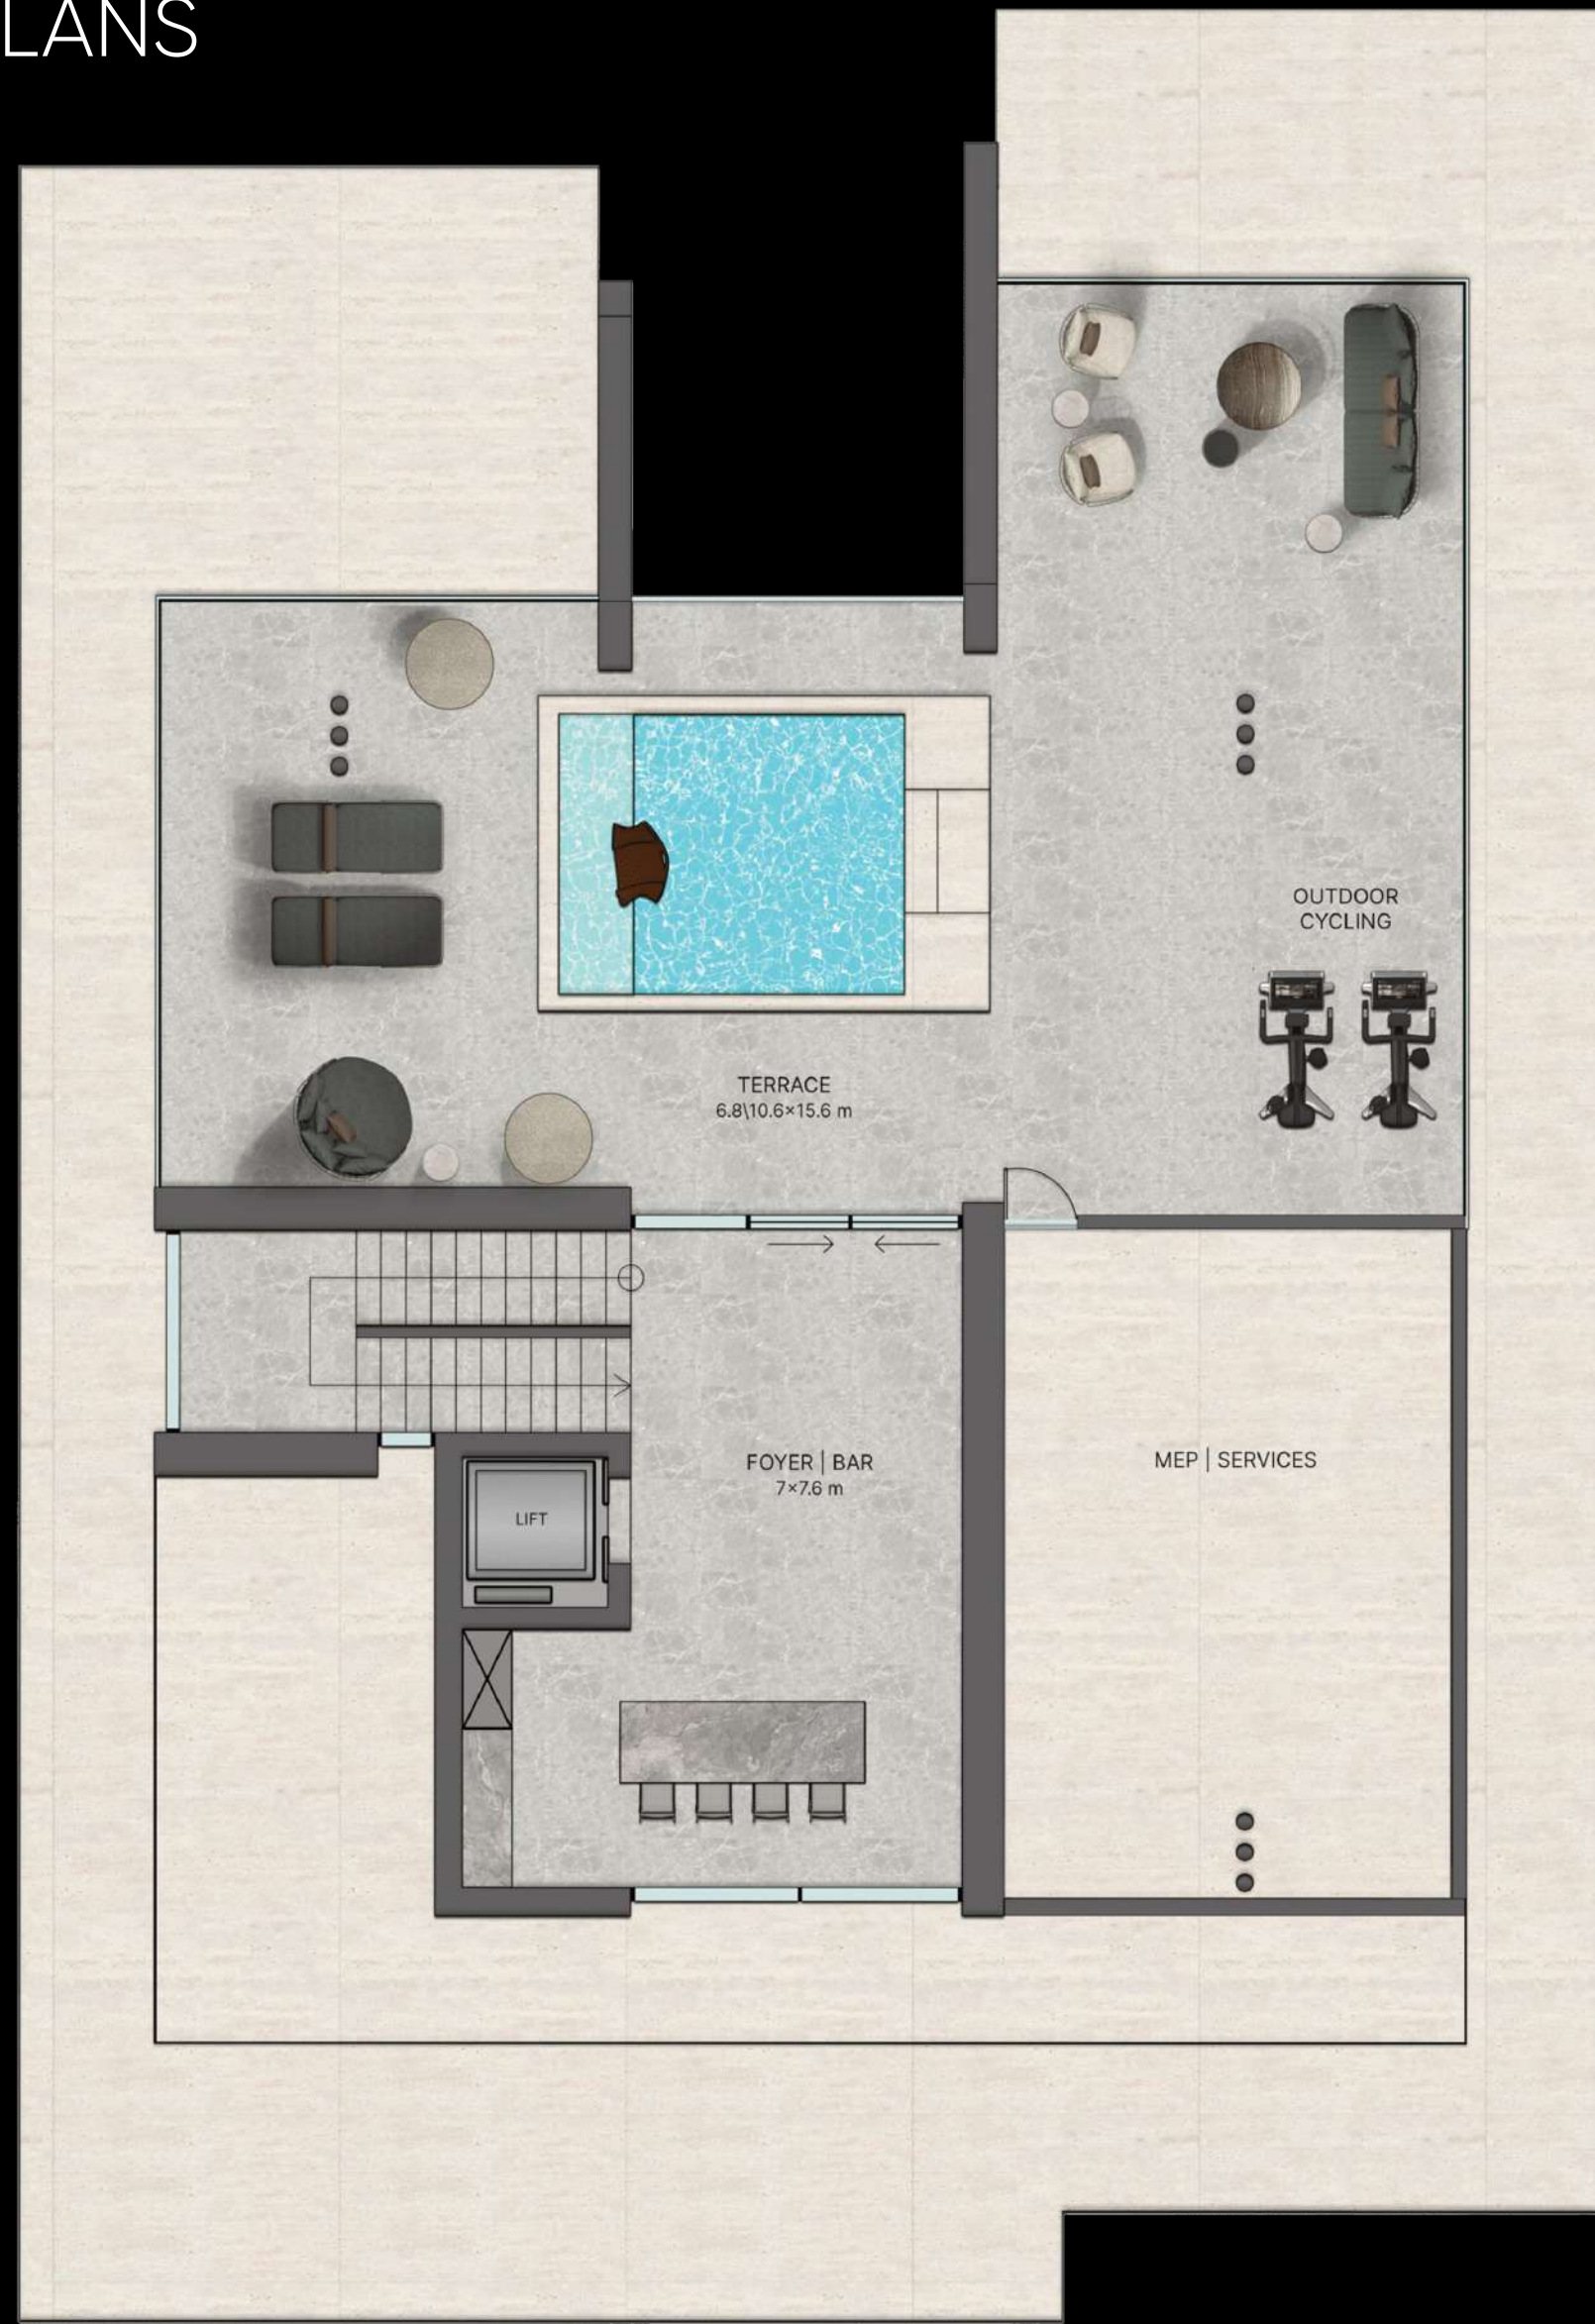 LANS
OUTDOOR
CYCLING
TERRACE
6.8\10.6×15.6 m
FOYER | BAR
7×7.6 m
MEP | SERVICES
LIFT